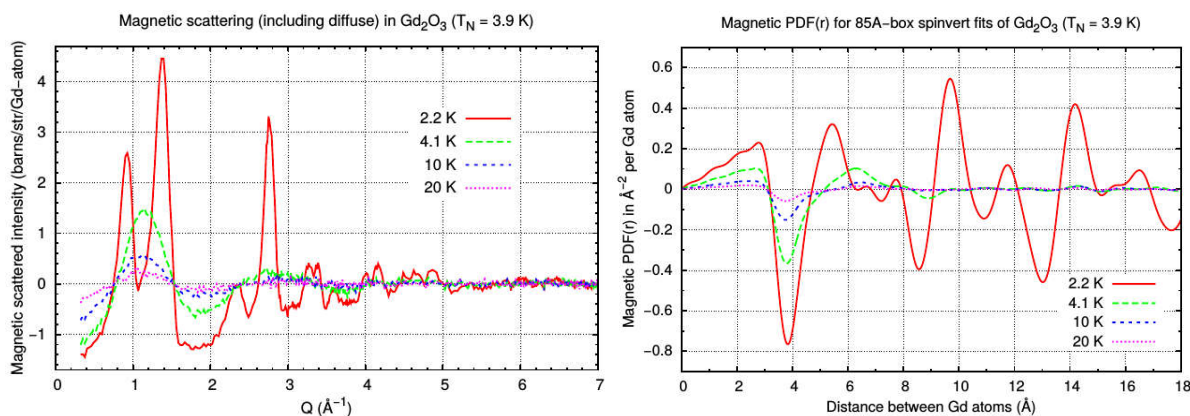 Magnetic scattering (including diffuse) in Gd₂O₃ (T_N = 3.9 K)
Magnetic scattered intensity (barns/str/Gd−atom)
4
3
2
1
0
−1
2.2 K
4.1 K
10 K
20 K
0 1 2 3 4 5 6 7
Q (Å⁻¹)
Magnetic PDF(r) for 85A−box spinvert fits of Gd₂O₃ (T_N = 3.9 K)
Magnetic PDF(r) in Å⁻² per Gd atom
0.6
0.4
0.2
0
−0.2
−0.4
−0.6
−0.8
2.2 K
4.1 K
10 K
20 K
0 2 4 6 8 10 12 14 16 18
Distance between Gd atoms (Å)